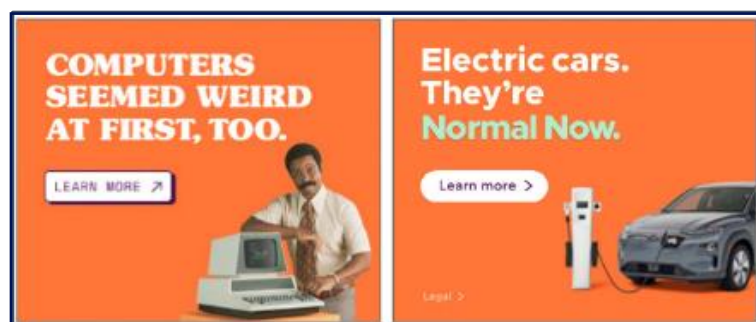 COMPUTERS
SEEMED WEIRD
AT FIRST, TOO.
LEARN MORE ↗
Electric cars.
They're
Normal Now.
Learn more >
Legal >